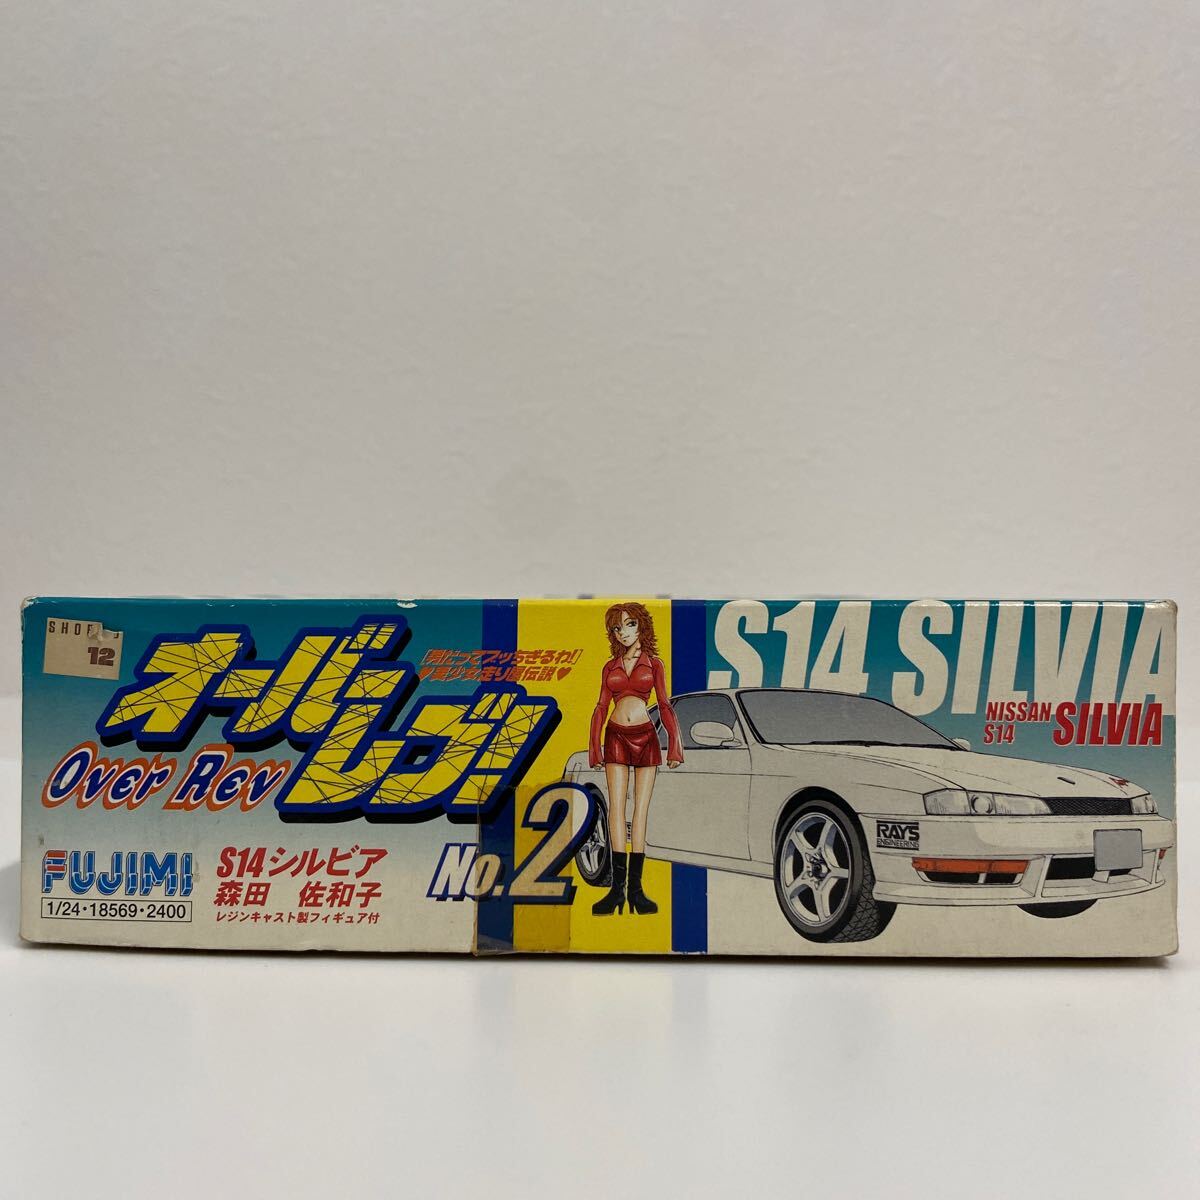 12
オーバーレブ!
「男だってブッちぎるわ!」
♥美少女走り屋伝説♥
Over Rev
FUJIMI
1/24・18569・2400
S14シルビア
森田 佐和子
レジンキャスト製フィギュア付
No.2
S14 SILVIA
NISSAN
S14
SILVIA
RAYS
ENGINEERING